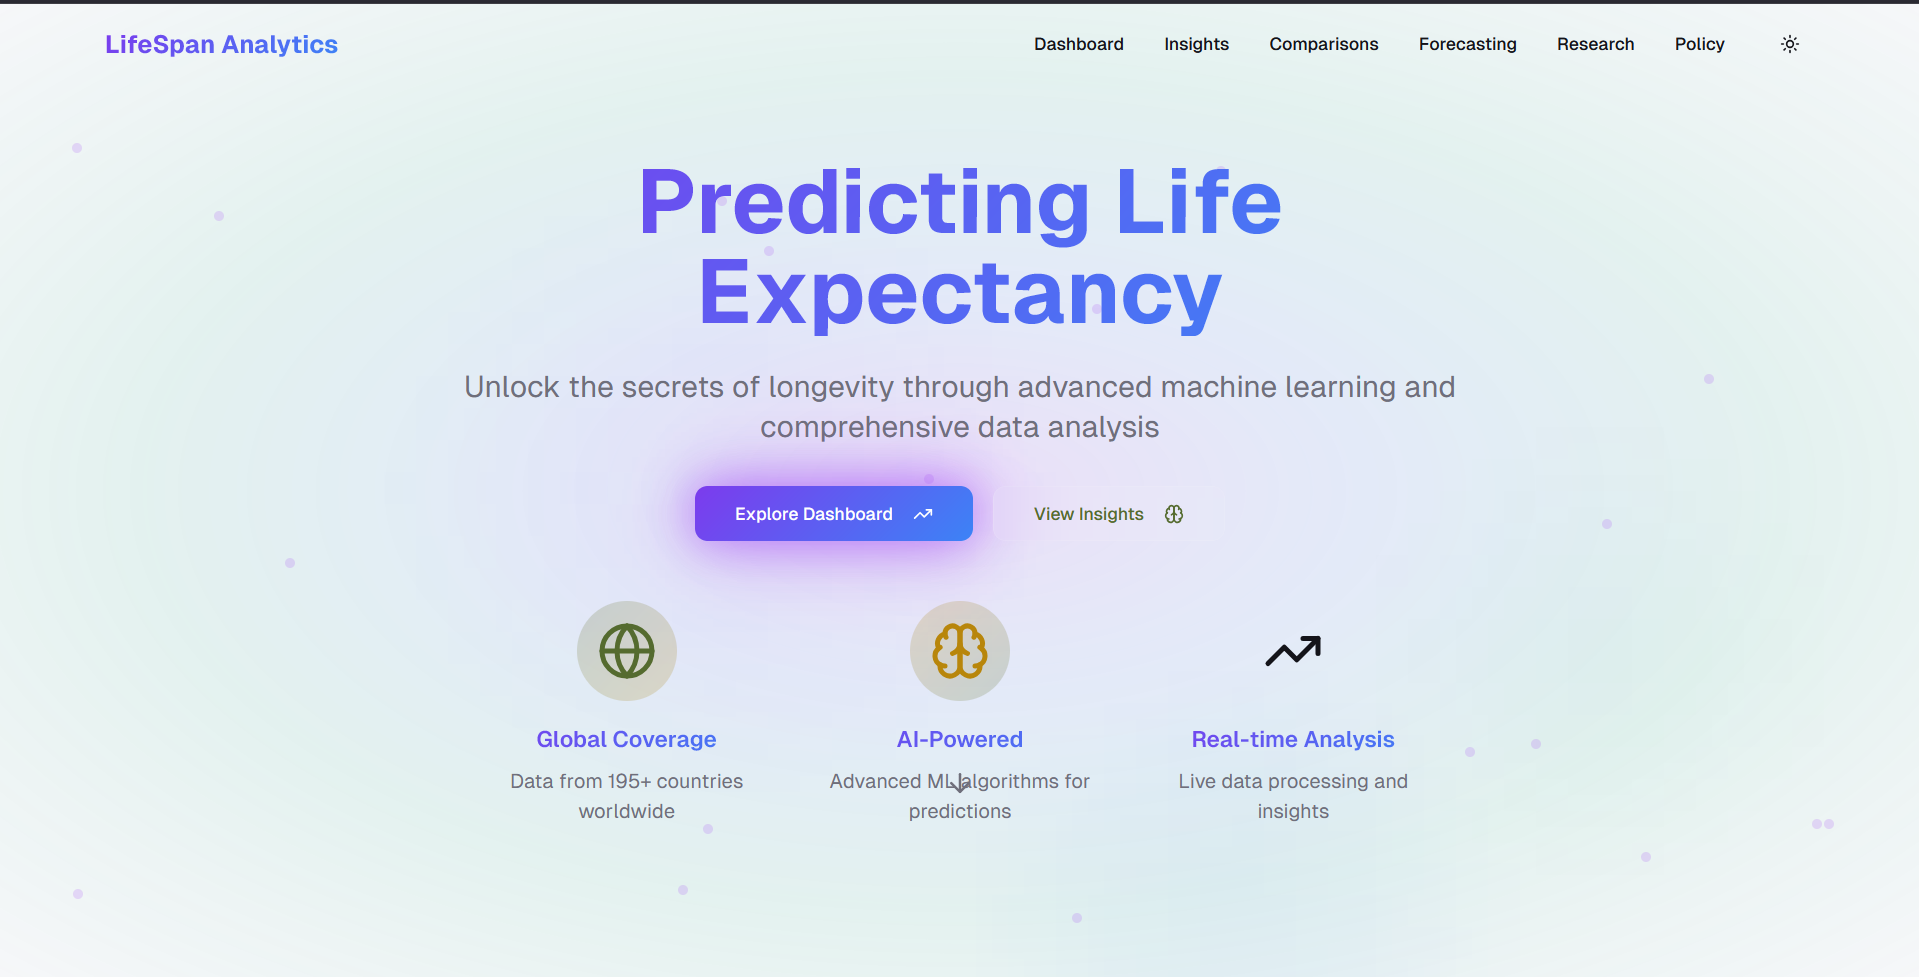 LifeSpan Analytics
Dashboard Insights Comparisons Forecasting Research Policy
Predicting Life
Expectancy
Unlock the secrets of longevity through advanced machine learning and
comprehensive data analysis
Explore Dashboard
View Insights
Global Coverage
Data from 195+ countries
worldwide
AI-Powered
Advanced ML algorithms for
predictions
Real-time Analysis
Live data processing and
insights